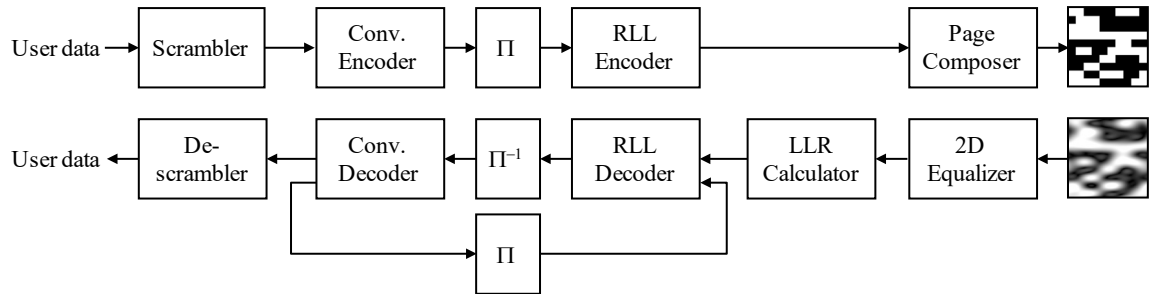 User data
Scrambler
Conv.
Encoder
Π
RLL
Encoder
Page
Composer
User data
De-
scrambler
Conv.
Decoder
Π⁻¹
RLL
Decoder
LLR
Calculator
2D
Equalizer
Π